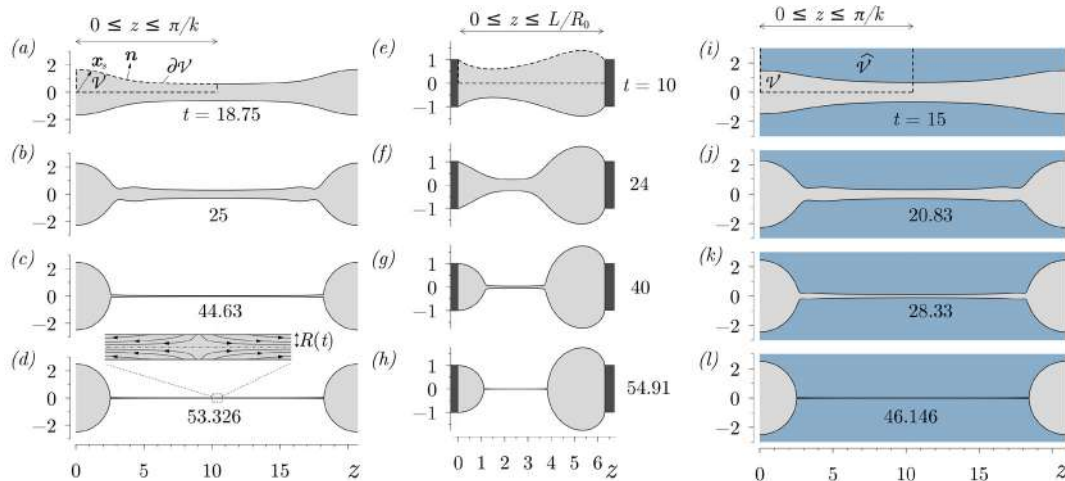 0 ≤ z ≤ π/k
(a)
2
0
−2
x_s
𝒱
n
∂𝒱
t = 18.75
(b)
2
0
−2
25
(c)
2
0
−2
44.63
R(t)
(d)
2
0
−2
53.326
0 5 10 15 z
0 ≤ z ≤ L/R₀
(e)
1
0
−1
t = 10
(f)
1
0
−1
24
(g)
1
0
−1
40
(h)
1
0
−1
54.91
0 1 2 3 4 5 6 z
0 ≤ z ≤ π/k
(i)
2
0
−2
𝒱
𝒱̂
t = 15
(j)
2
0
−2
20.83
(k)
2
0
−2
28.33
(l)
2
0
−2
46.146
0 5 10 15 z